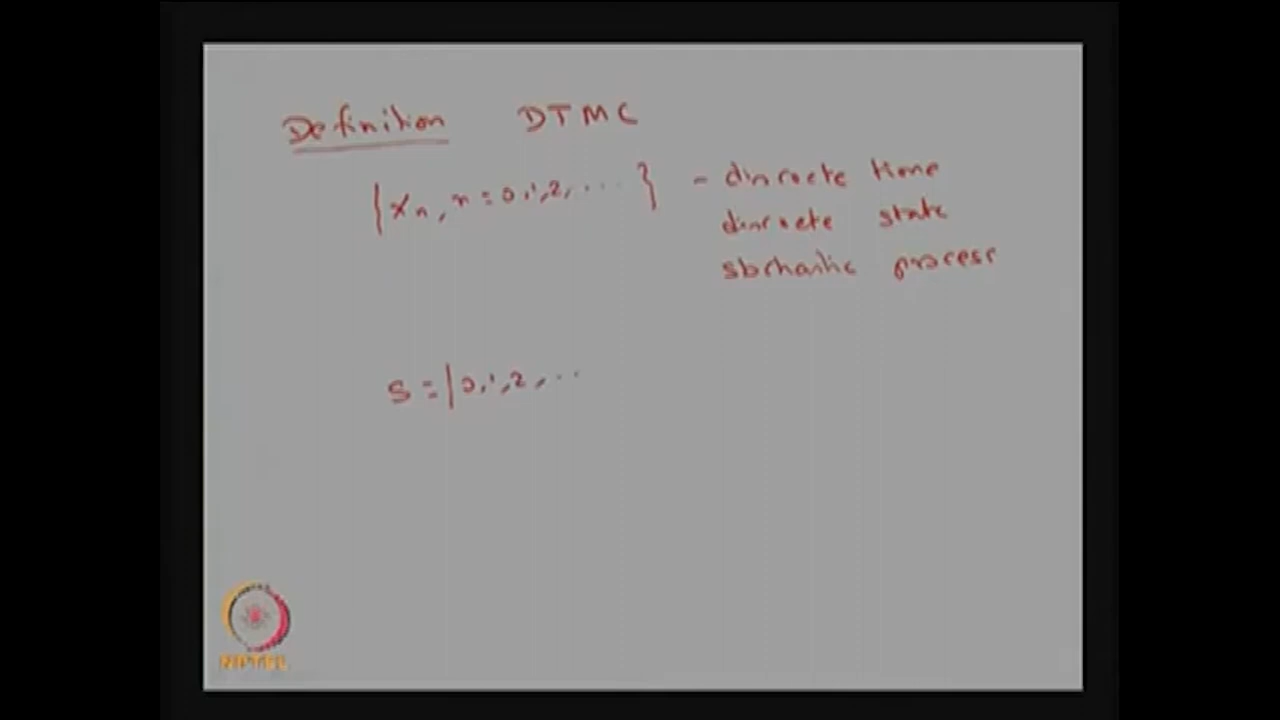 Definition DTMC
{Xn, n = 0,1,2, ... } - discrete time
discrete state
stochastic process
S = {0,1,2, ..
NPTEL